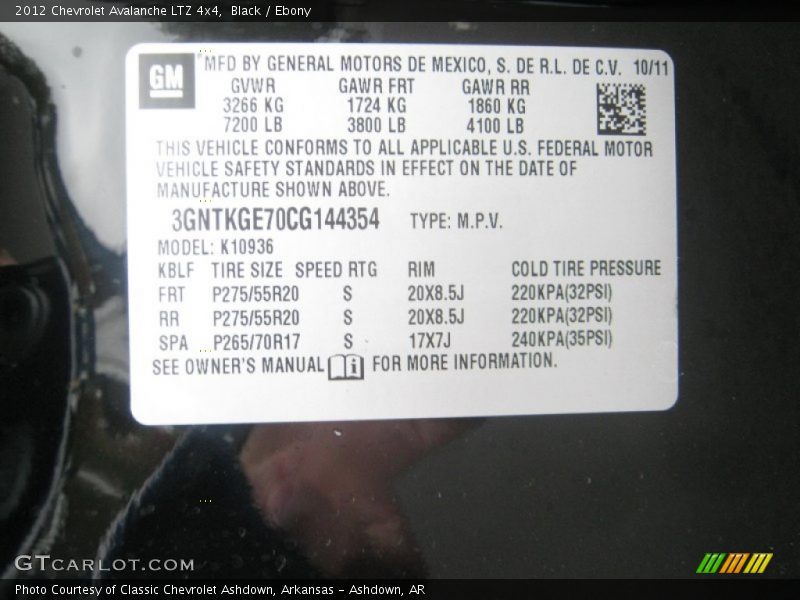 2012 Chevrolet Avalanche LTZ 4x4, Black / Ebony
GM
MFD BY GENERAL MOTORS DE MEXICO, S. DE R.L. DE C.V. 10/11
GVWR GAWR FRT GAWR RR
3266 KG 1724 KG 1860 KG
7200 LB 3800 LB 4100 LB
THIS VEHICLE CONFORMS TO ALL APPLICABLE U.S. FEDERAL MOTOR
VEHICLE SAFETY STANDARDS IN EFFECT ON THE DATE OF
MANUFACTURE SHOWN ABOVE.
3GNTKGE70CG144354 TYPE: M.P.V.
MODEL: K10936
KBLF TIRE SIZE SPEED RTG RIM COLD TIRE PRESSURE
FRT P275/55R20 S 20X8.5J 220KPA(32PSI)
RR P275/55R20 S 20X8.5J 220KPA(32PSI)
SPA P265/70R17 S 17X7J 240KPA(35PSI)
SEE OWNER'S MANUAL FOR MORE INFORMATION.
GTCARLOT.COM
Photo Courtesy of Classic Chevrolet Ashdown, Arkansas - Ashdown, AR